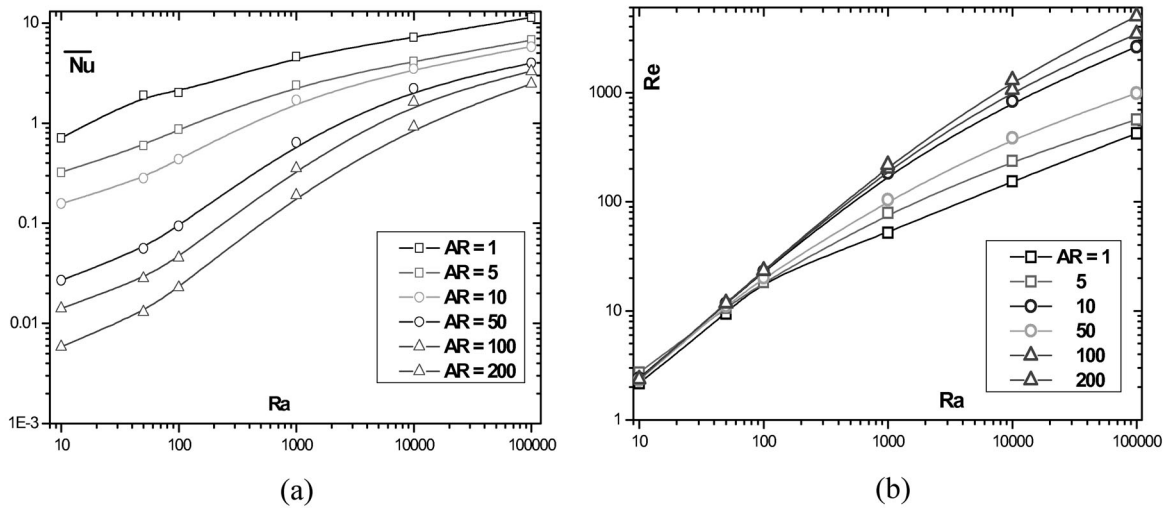 10
1
0.1
0.01
1E-3
Nu
AR = 1
AR = 5
AR = 10
AR = 50
AR = 100
AR = 200
Ra
10 100 1000 10000 100000
(a)
1000
100
10
1
Re
AR = 1
5
10
50
100
200
Ra
10 100 1000 10000 100000
(b)